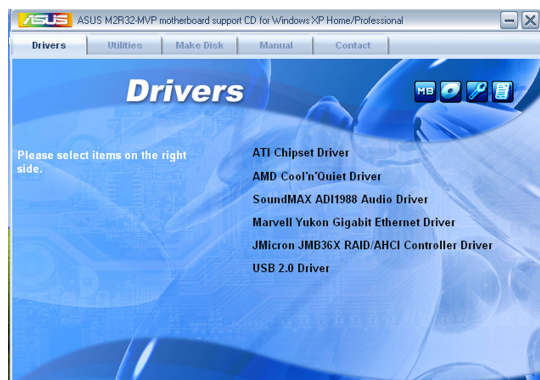 ASUS ASUS M2R32-MVP motherboard support CD for Windows XP Home/Professional
Drivers Utilities Make Disk Manual Contact
Drivers
MB
Please select items on the right
side.
ATI Chipset Driver
AMD Cool'n'Quiet Driver
SoundMAX ADI1988 Audio Driver
Marvell Yukon Gigabit Ethernet Driver
JMicron JMB36X RAID/AHCI Controller Driver
USB 2.0 Driver